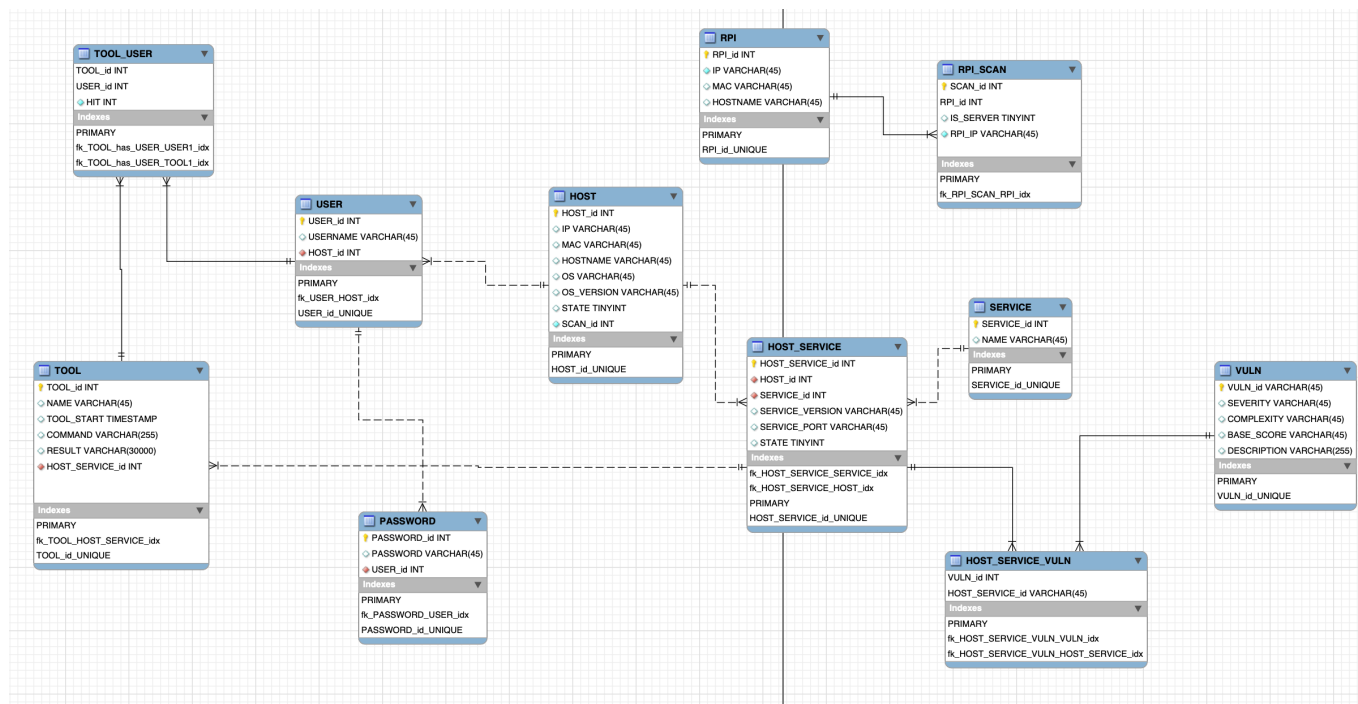 TOOL_USER
TOOL_id INT
USER_id INT
HIT INT
Indexes
PRIMARY
fk_TOOL_has_USER_USER1_idx
fk_TOOL_has_USER_TOOL1_idx
RPI
RPI_id INT
IP VARCHAR(45)
MAC VARCHAR(45)
HOSTNAME VARCHAR(45)
Indexes
PRIMARY
RPI_id_UNIQUE
RPI_SCAN
SCAN_id INT
RPI_id INT
IS_SERVER TINYINT
RPI_IP VARCHAR(45)
Indexes
PRIMARY
fk_RPI_SCAN_RPI_idx
USER
USER_id INT
USERNAME VARCHAR(45)
HOST_id INT
Indexes
PRIMARY
fk_USER_HOST_idx
USER_id_UNIQUE
HOST
HOST_id INT
IP VARCHAR(45)
MAC VARCHAR(45)
HOSTNAME VARCHAR(45)
OS VARCHAR(45)
OS_VERSION VARCHAR(45)
STATE TINYINT
SCAN_id INT
Indexes
PRIMARY
HOST_id_UNIQUE
SERVICE
SERVICE_id INT
NAME VARCHAR(45)
Indexes
PRIMARY
SERVICE_id_UNIQUE
HOST_SERVICE
HOST_SERVICE_id INT
HOST_id INT
SERVICE_id INT
SERVICE_VERSION VARCHAR(45)
SERVICE_PORT VARCHAR(45)
STATE TINYINT
Indexes
fk_HOST_SERVICE_SERVICE_idx
fk_HOST_SERVICE_HOST_idx
PRIMARY
HOST_SERVICE_id_UNIQUE
TOOL
TOOL_id INT
NAME VARCHAR(45)
TOOL_START TIMESTAMP
COMMAND VARCHAR(255)
RESULT VARCHAR(30000)
HOST_SERVICE_id INT
Indexes
PRIMARY
fk_TOOL_HOST_SERVICE_idx
TOOL_id_UNIQUE
VULN
VULN_id VARCHAR(45)
SEVERITY VARCHAR(45)
COMPLEXITY VARCHAR(45)
BASE_SCORE VARCHAR(45)
DESCRIPTION VARCHAR(255)
Indexes
PRIMARY
VULN_id_UNIQUE
PASSWORD
PASSWORD_id INT
PASSWORD VARCHAR(45)
USER_id INT
Indexes
PRIMARY
fk_PASSWORD_USER_idx
PASSWORD_id_UNIQUE
HOST_SERVICE_VULN
VULN_id INT
HOST_SERVICE_id VARCHAR(45)
Indexes
PRIMARY
fk_HOST_SERVICE_VULN_VULN_idx
fk_HOST_SERVICE_VULN_HOST_SERVICE_idx